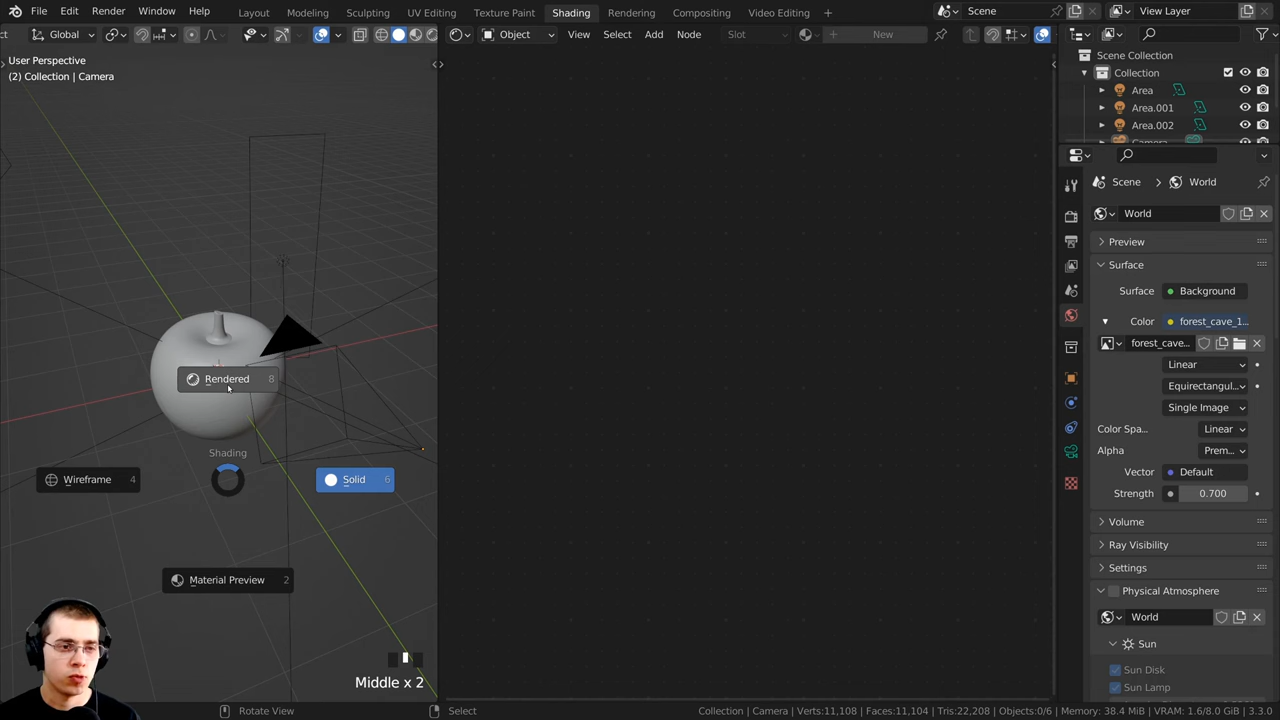 File Edit Render Window Help Layout Modeling Sculpting UV Editing Texture Paint Shading Rendering Compositing Video Editing + Scene View Layer
Global Object View Select Add Node Slot New
User Perspective
(2) Collection | Camera
Scene Collection
Collection
Area
Area.001
Area.002
Camera
Scene > World
World
Preview
Surface
Surface Background
Color forest_cave_1...
forest_cave...
Linear
Equirectangul...
Single Image
Color Spa... Linear
Alpha Prem...
Vector Default
Strength 0.700
Volume
Ray Visibility
Settings
Physical Atmosphere
World
Sun
Sun Disk
Sun Lamp
Rendered 8
Shading
Wireframe 4
Solid 6
Material Preview 2
Middle x 2
Rotate View Select Collection | Camera | Verts:11,108 | Faces:11,104 | Tris:22,208 | Objects:0/6 | Memory: 38.4 MiB | VRAM: 1.6/8.0 GiB | 3.3.0